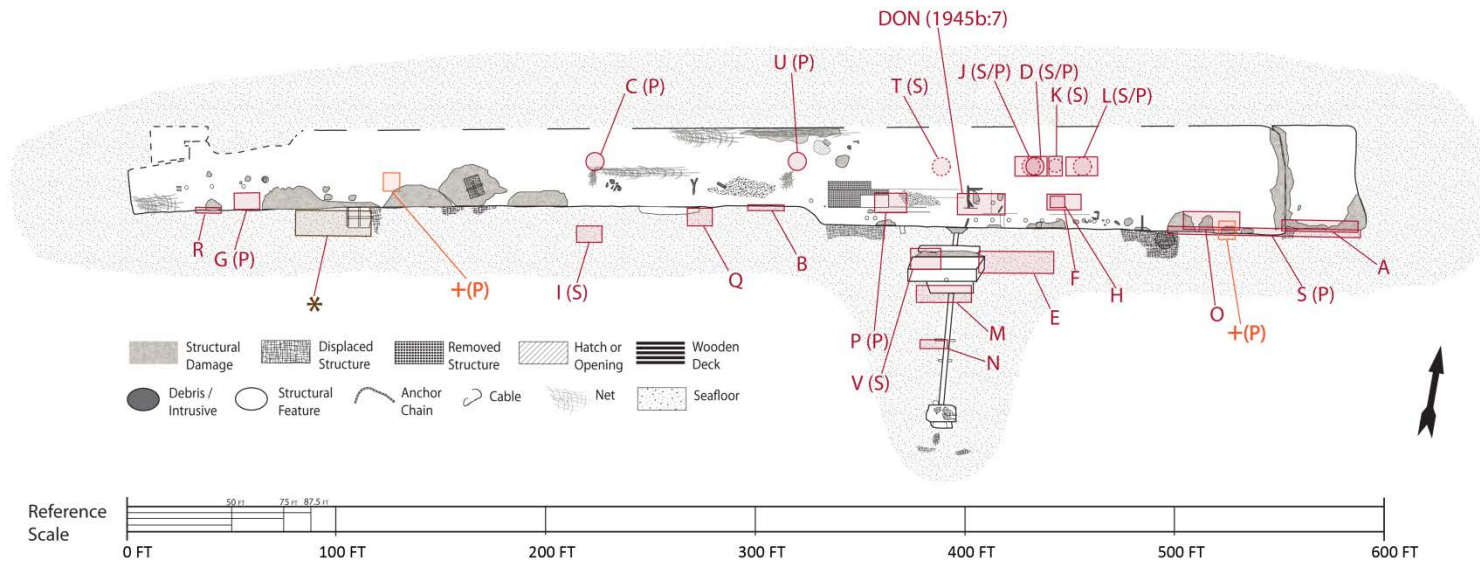 DON (1945b:7)
U (P)
C (P)
T (S)
J (S/P)
D (S/P)
K (S)
L(S/P)
R
G (P)
*
+(P)
I (S)
Q
B
P (P)
V (S)
M
N
E
F
H
O
+(P)
S (P)
A
Structural
Damage
Displaced
Structure
Removed
Structure
Hatch or
Opening
Wooden
Deck
Debris /
Intrusive
Structural
Feature
Anchor
Chain
Cable
Net
Seafloor
Reference
Scale
50 FT
75 FT
87.5 FT
0 FT
100 FT
200 FT
300 FT
400 FT
500 FT
600 FT